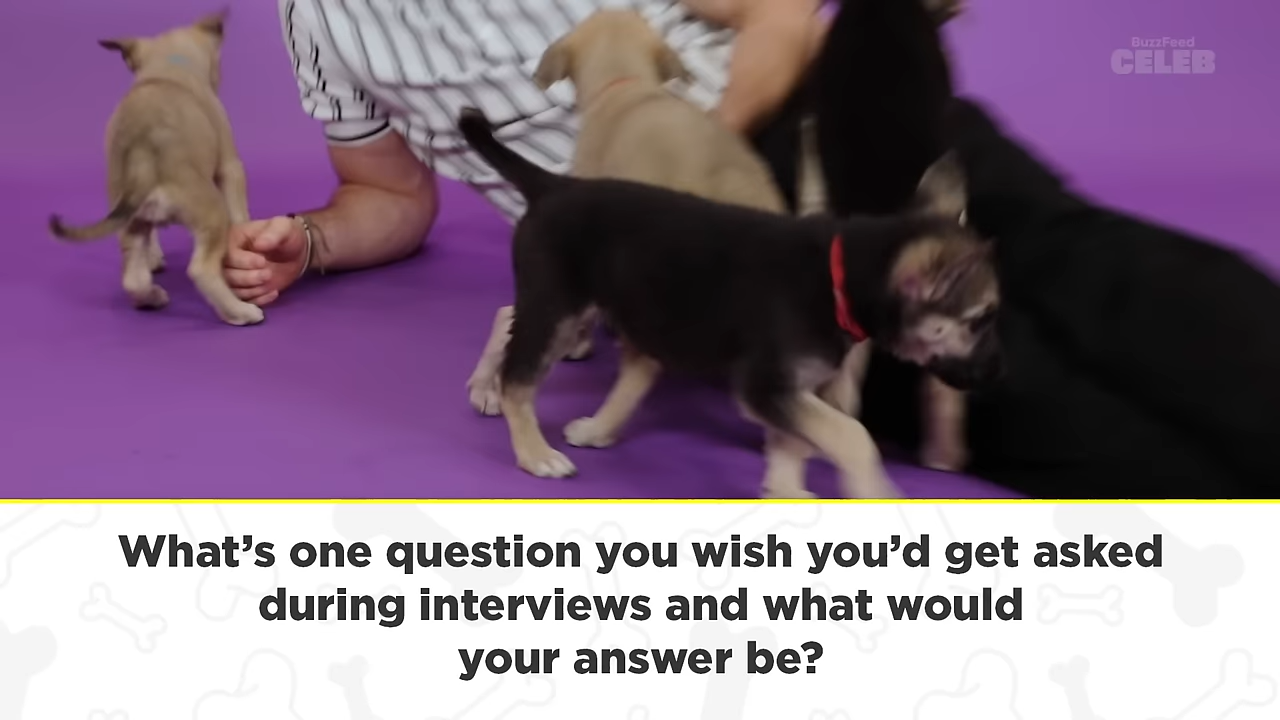 BuzzFeed
CELEB
What’s one question you wish you’d get asked
during interviews and what would
your answer be?